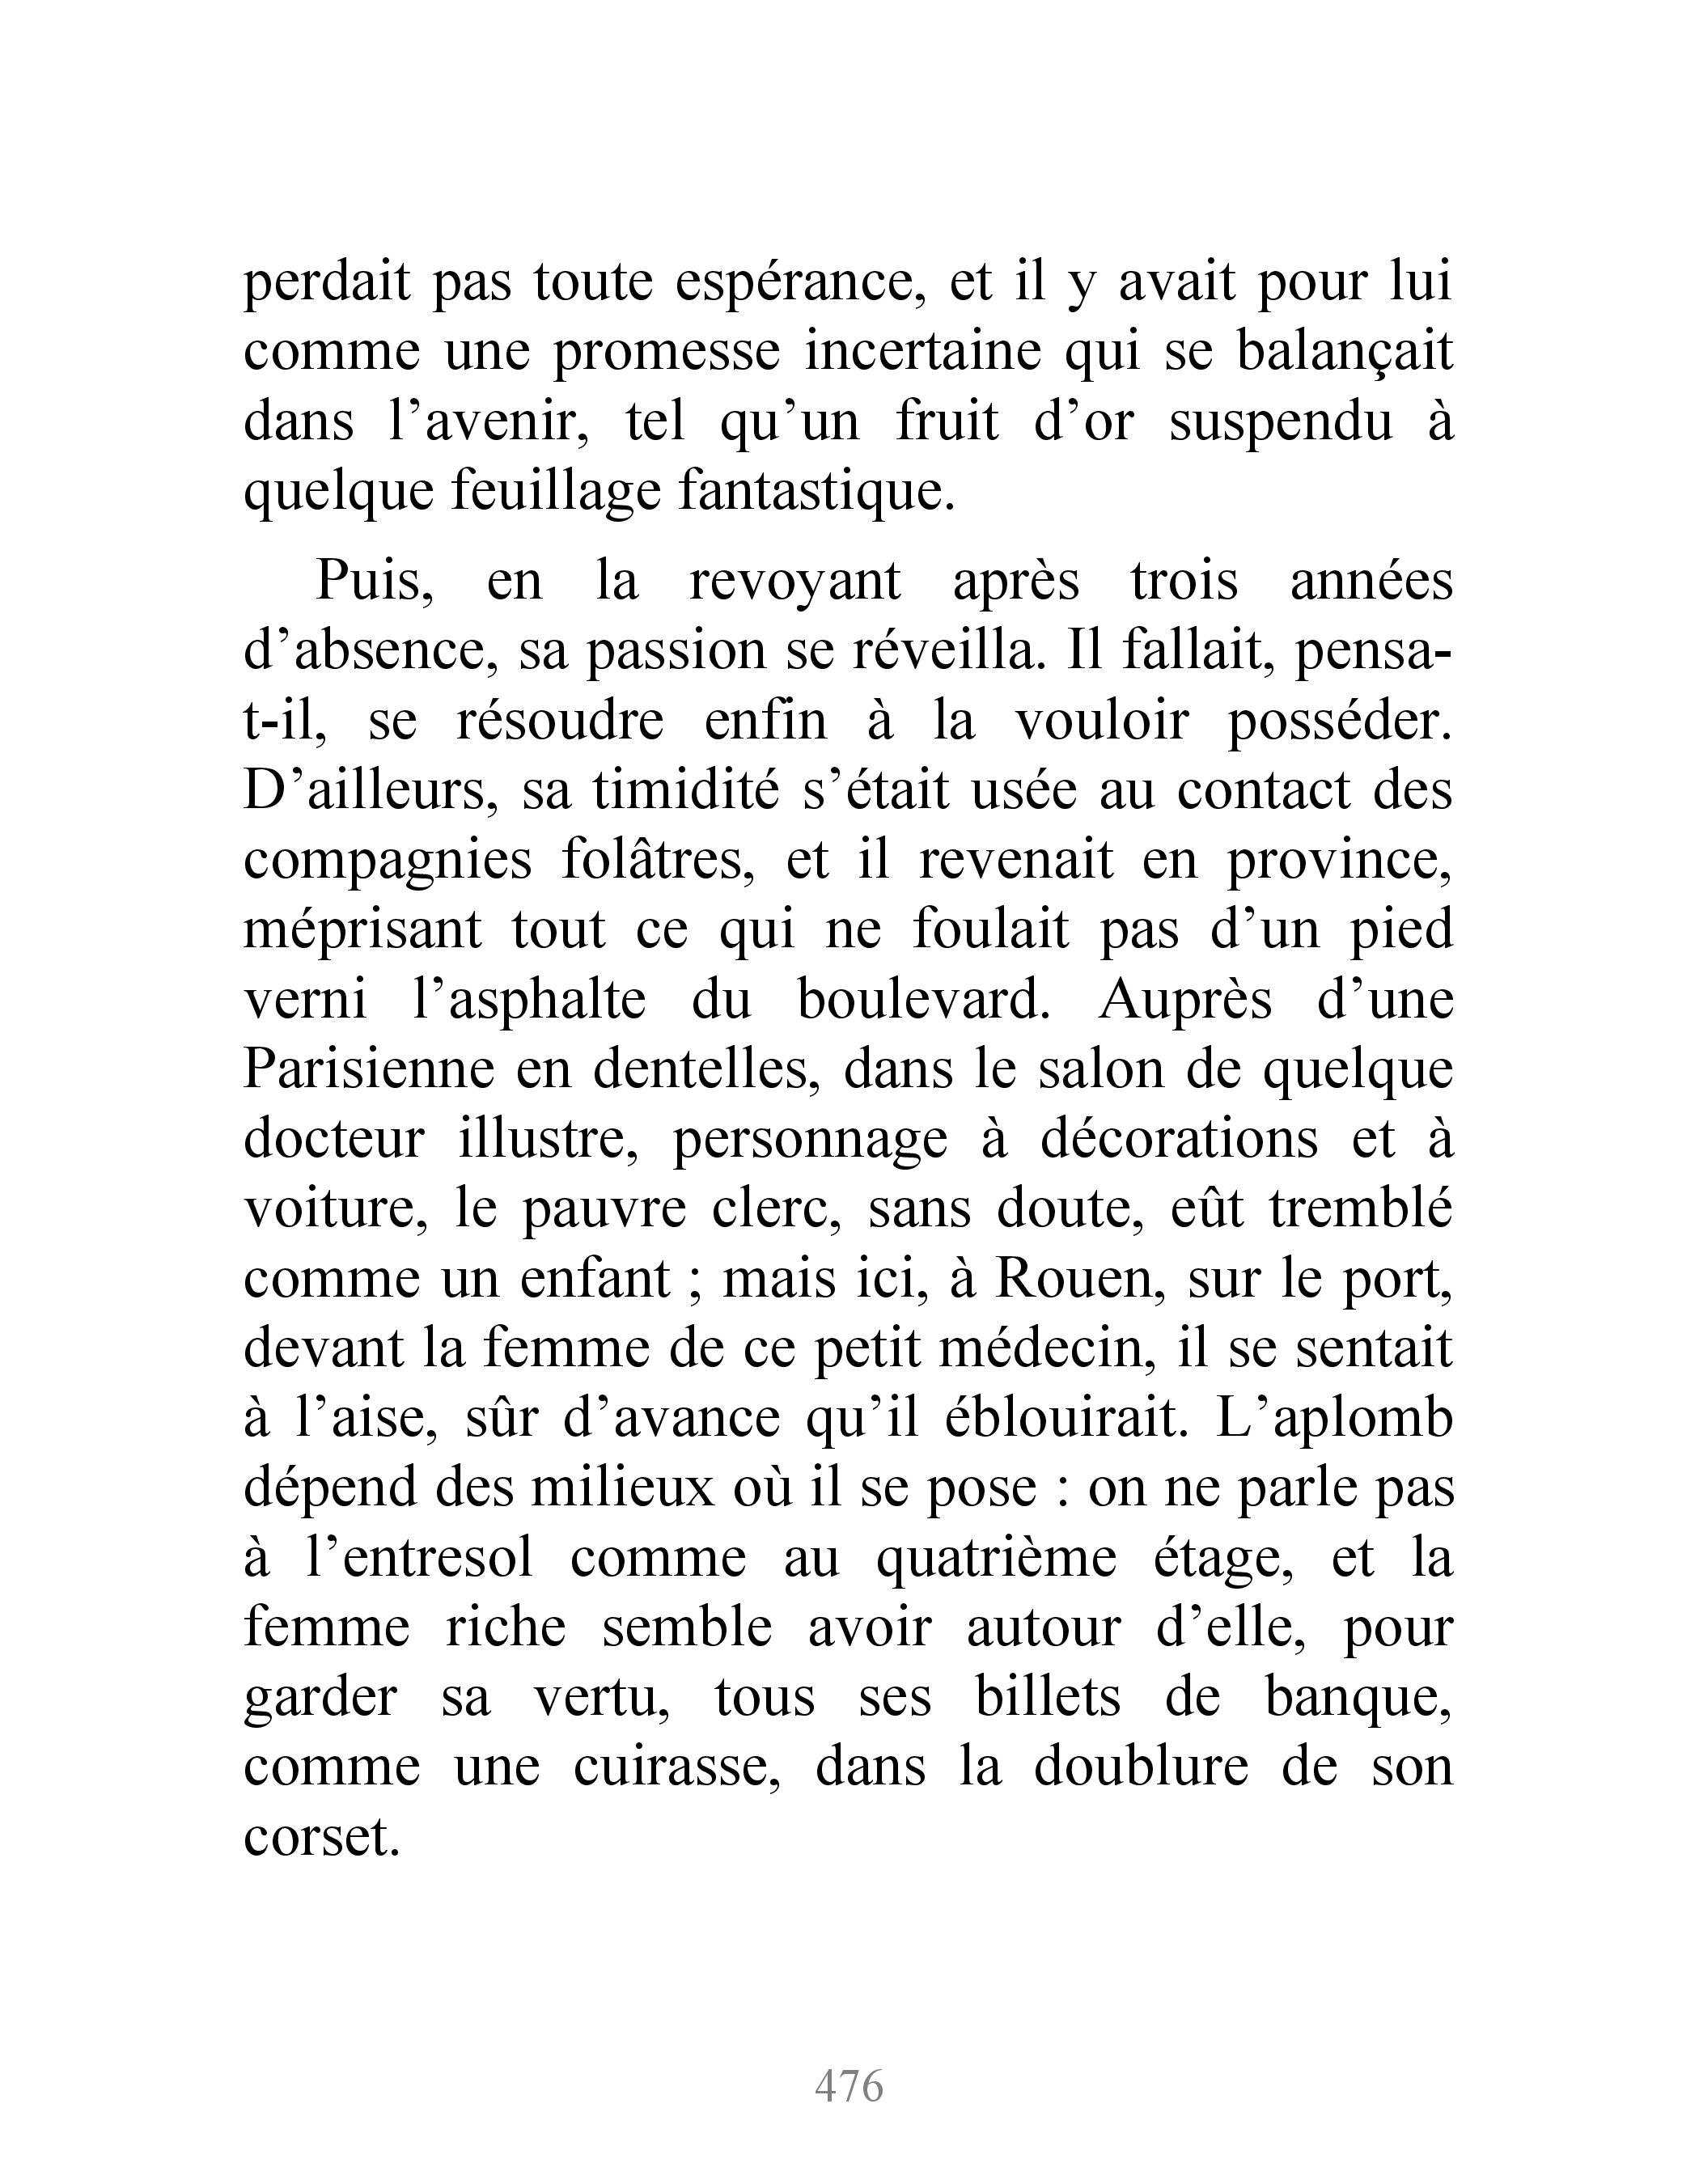 perdait pas toute espérance, et il y avait pour lui
comme une promesse incertaine qui se balançait
dans l’avenir, tel qu’un fruit d’or suspendu à
quelque feuillage fantastique.
Puis, en la revoyant après trois années
d’absence, sa passion se réveilla. Il fallait, pensa-
t-il, se résoudre enfin à la vouloir posséder.
D’ailleurs, sa timidité s’était usée au contact des
compagnies folâtres, et il revenait en province,
méprisant tout ce qui ne foulait pas d’un pied
verni l’asphalte du boulevard. Auprès d’une
Parisienne en dentelles, dans le salon de quelque
docteur illustre, personnage à décorations et à
voiture, le pauvre clerc, sans doute, eût tremblé
comme un enfant ; mais ici, à Rouen, sur le port,
devant la femme de ce petit médecin, il se sentait
à l’aise, sûr d’avance qu’il éblouirait. L’aplomb
dépend des milieux où il se pose : on ne parle pas
à l’entresol comme au quatrième étage, et la
femme riche semble avoir autour d’elle, pour
garder sa vertu, tous ses billets de banque,
comme une cuirasse, dans la doublure de son
corset.
476